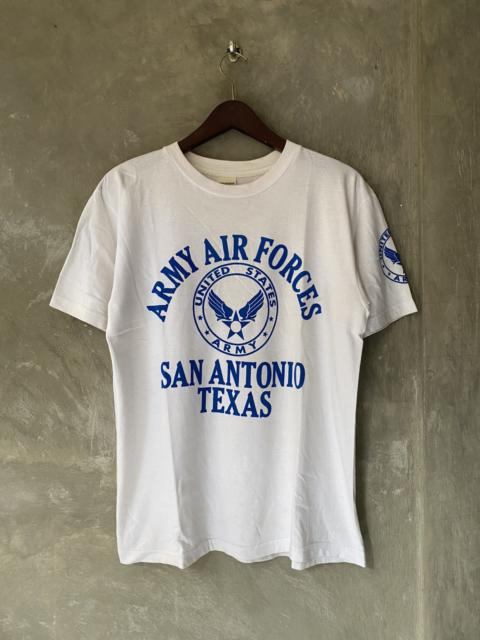 ARMY AIR FORCES
UNITED STATES
ARMY
SAN ANTONIO
TEXAS